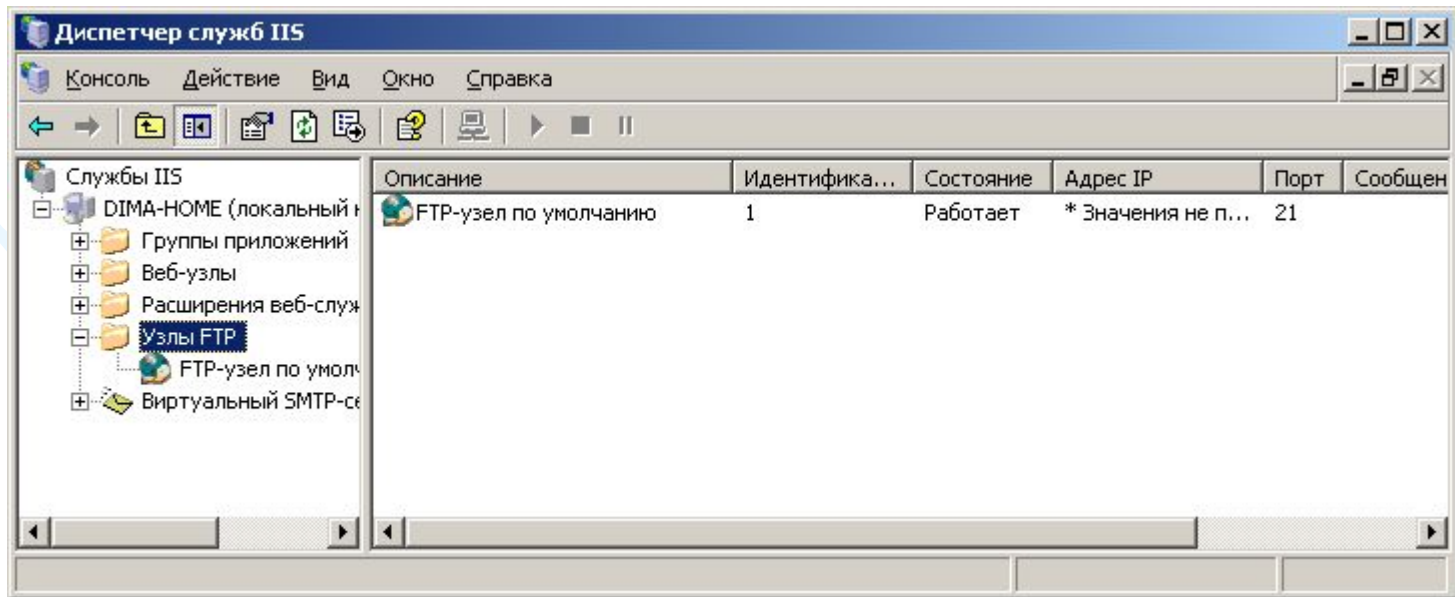 Диспетчер служб IIS
Консоль Действие Вид Окно Справка
Службы IIS
DIMA-HOME (локальный к
Группы приложений
Веб-узлы
Расширения веб-служ
Узлы FTP
FTP-узел по умолч
Виртуальный SMTP-се
Описание Идентифика... Состояние Адрес IP Порт Сообщен
FTP-узел по умолчанию 1 Работает * Значения не п... 21